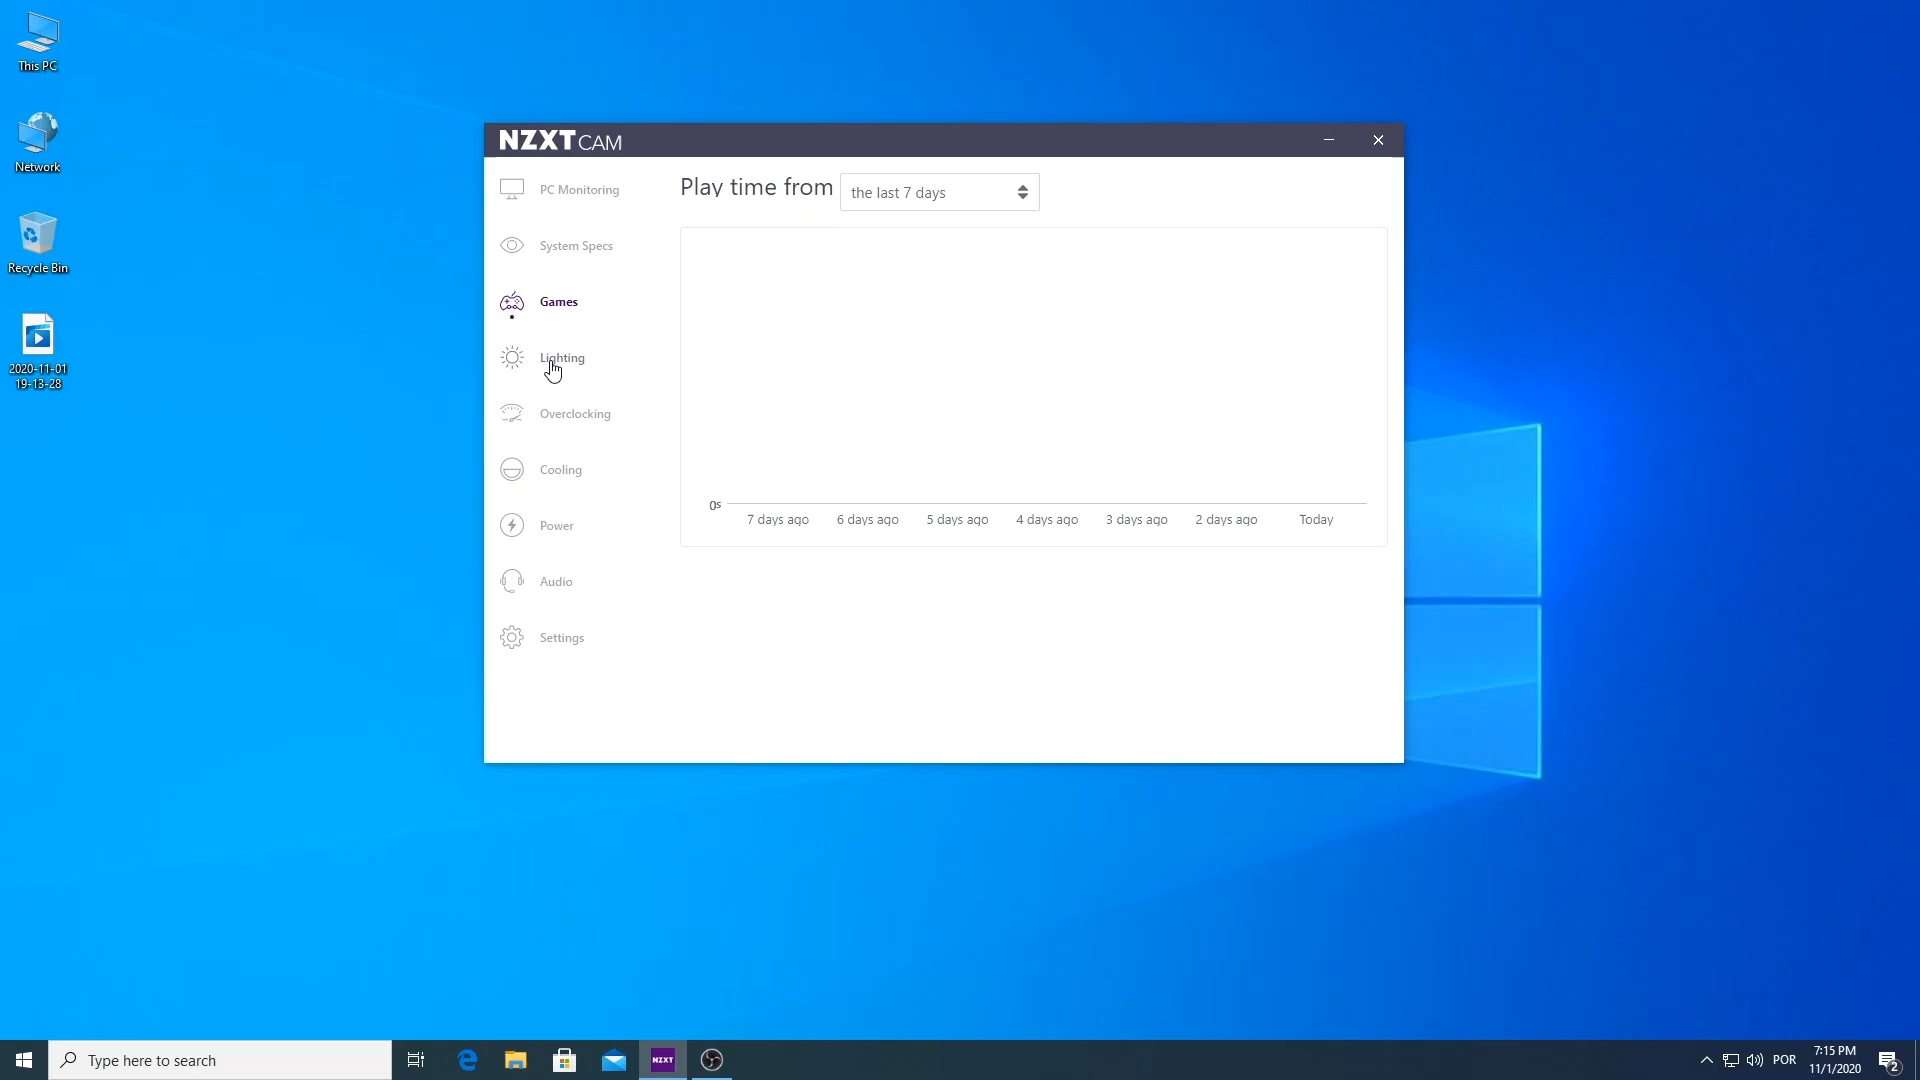 This PC
Network
Recycle Bin
2020-11-01
19-13-28
NZXT CAM
PC Monitoring
System Specs
Games
Lighting
Overclocking
Cooling
Power
Audio
Settings
Play time from
the last 7 days
0s
7 days ago
6 days ago
5 days ago
4 days ago
3 days ago
2 days ago
Today
Type here to search
NZXT
POR
7:15 PM
11/1/2020
2